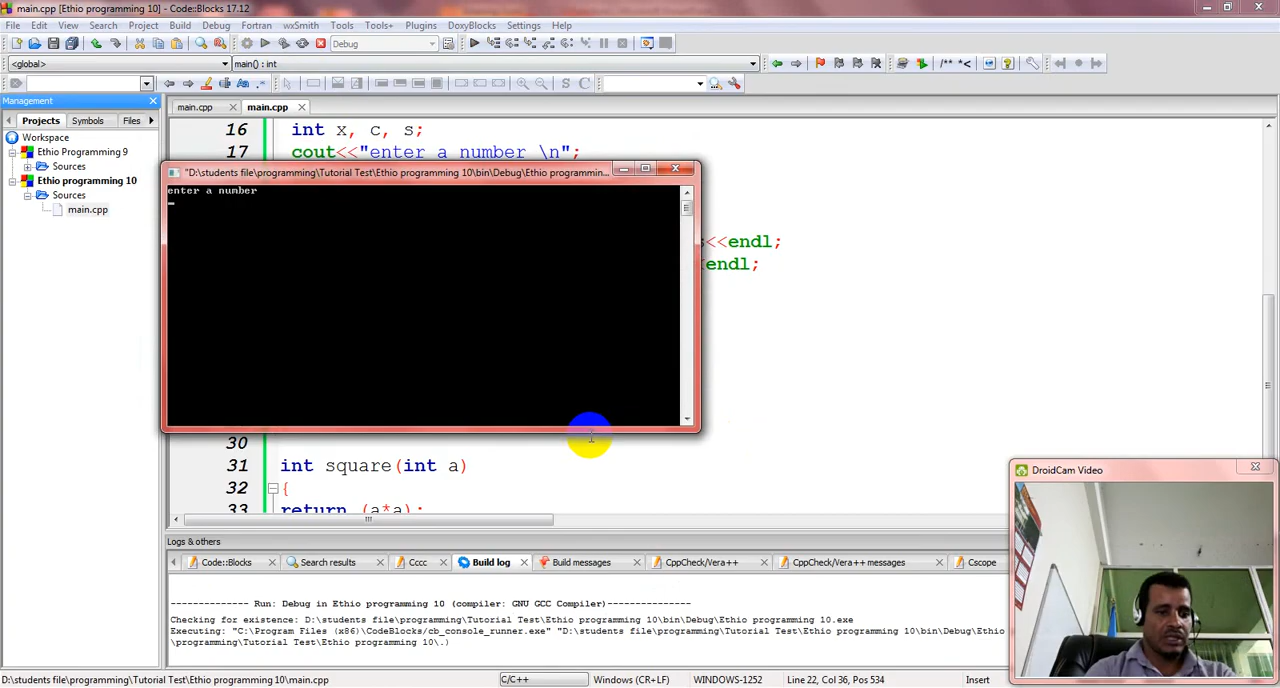 main.cpp [Ethio programming 10] - Code::Blocks 17.12
File Edit View Search Project Build Debug Fortran wxSmith Tools Tools+ Plugins DoxyBlocks Settings Help
Debug
<global> main() : int
/** *< 
Aa .* S C
Management
Projects Symbols Files
main.cpp main.cpp
Workspace
Ethio Programming 9
Sources
Ethio programming 10
Sources
main.cpp
16 int x, c, s;
17 cout<<"enter a number \n";
"D:\students file\programming\Tutorial Test\Ethio programming 10\bin\Debug\Ethio programmin...
enter a number
s<<endl;
endl;
30
31 int square(int a)
32 {
33 return (a*a);
DroidCam Video
Logs & others
Code::Blocks Search results Cccc Build log Build messages CppCheck/Vera++ CppCheck/Vera++ messages Cscope
-------------- Run: Debug in Ethio programming 10 (compiler: GNU GCC Compiler)---------------
Checking for existence: D:\students file\programming\Tutorial Test\Ethio programming 10\bin\Debug\Ethio programming 10.exe
Executing: "C:\Program Files (x86)\CodeBlocks/cb_console_runner.exe" "D:\students file\programming\Tutorial Test\Ethio programming 10\bin\Debug\Ethio
\programming\Tutorial Test\Ethio programming 10\.)
D:\students file\programming\Tutorial Test\Ethio programming 10\main.cpp C/C++ Windows (CR+LF) WINDOWS-1252 Line 22, Col 36, Pos 534 Insert